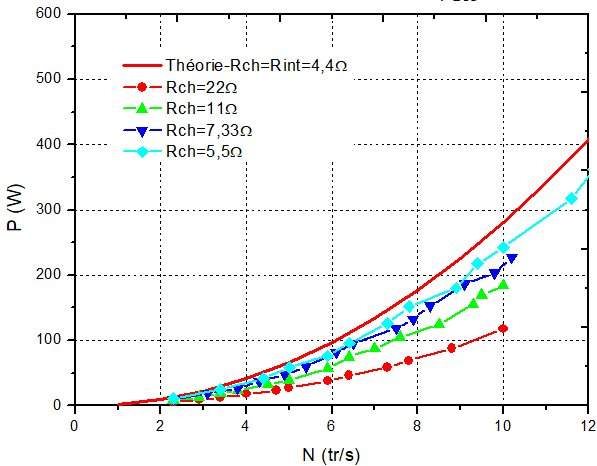 600
500
400
300
200
100
0
P (W)
Théorie-Rch=Rint=4,4Ω
Rch=22Ω
Rch=11Ω
Rch=7,33Ω
Rch=5,5Ω
0 2 4 6 8 10 12
N (tr/s)